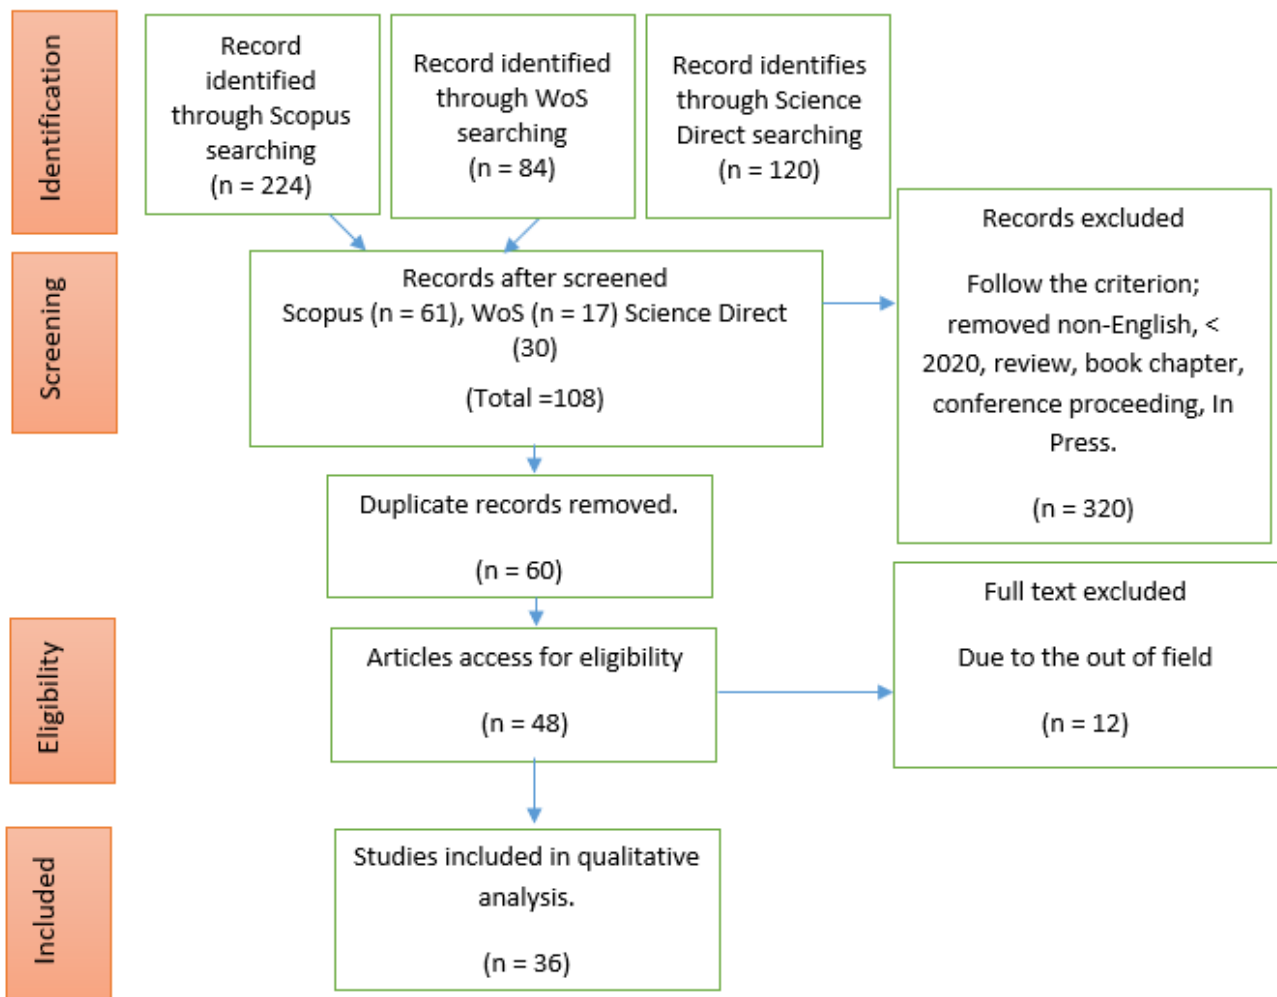 Identification
Record
identified
through Scopus
searching
(n = 224)
Record identified
through WoS
searching
(n = 84)
Record identifies
through Science
Direct searching
(n = 120)
Screening
Records after screened
Scopus (n = 61), WoS (n = 17) Science Direct
(30)
(Total =108)
Records excluded
Follow the criterion;
removed non-English, <
2020, review, book chapter,
conference proceeding, In
Press.
(n = 320)
Duplicate records removed.
(n = 60)
Eligibility
Articles access for eligibility
(n = 48)
Full text excluded
Due to the out of field
(n = 12)
Included
Studies included in qualitative
analysis.
(n = 36)